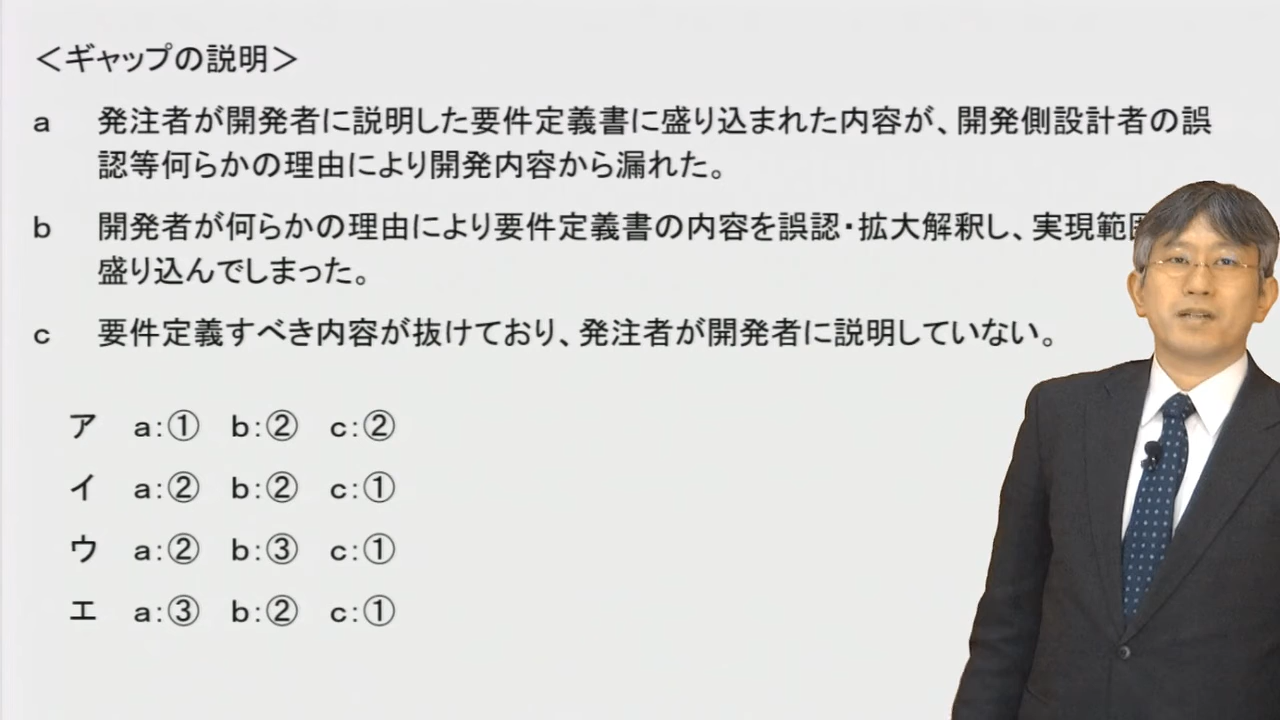 ＜ギャップの説明＞
a 発注者が開発者に説明した要件定義書に盛り込まれた内容が、開発側設計者の誤
認等何らかの理由により開発内容から漏れた。
b 開発者が何らかの理由により要件定義書の内容を誤認・拡大解釈し、実現範囲
盛り込んでしまった。
c 要件定義すべき内容が抜けており、発注者が開発者に説明していない。
ア a:① b:② c:②
イ a:② b:② c:①
ウ a:② b:③ c:①
エ a:③ b:② c:①